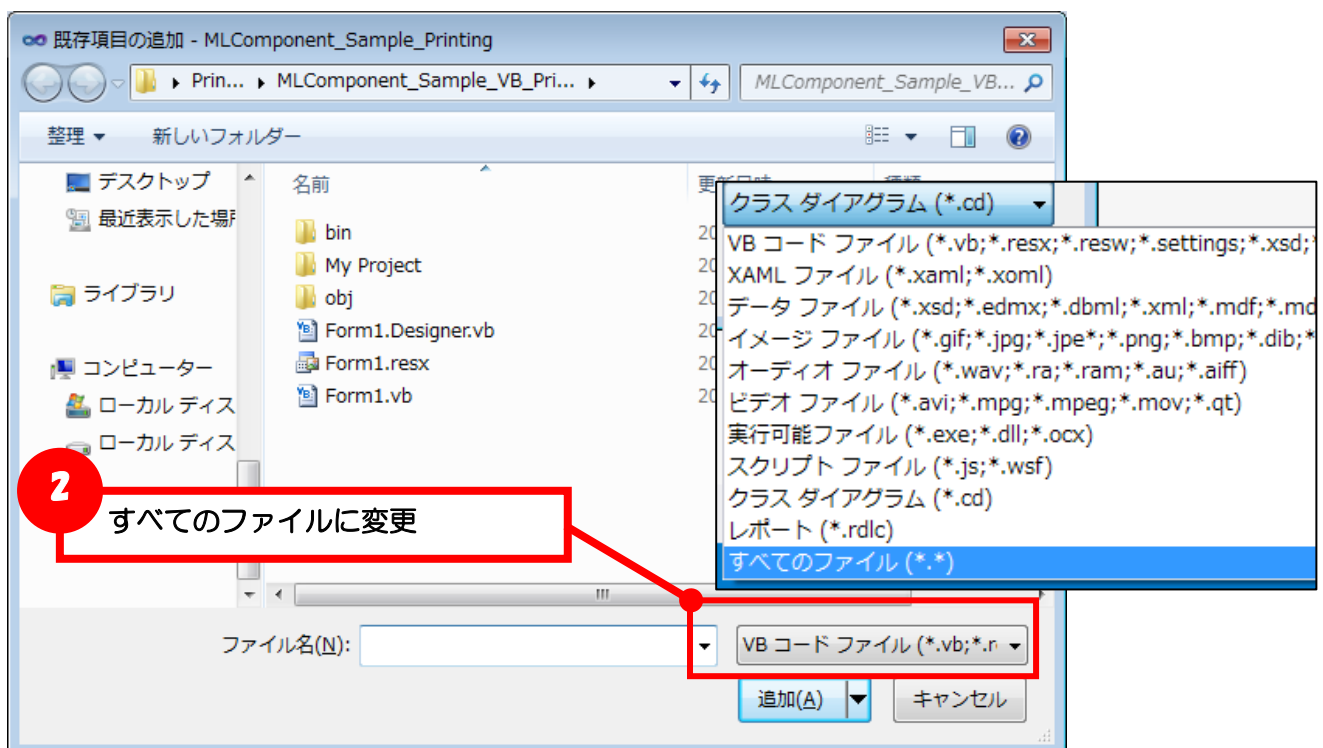 既存項目の追加 - MLComponent_Sample_Printing
Prin... MLComponent_Sample_VB_Pri...
MLComponent_Sample_VB...
整理 新しいフォルダー
デスクトップ
最近表示した場所
ライブラリ
コンピューター
ローカル ディス
ローカル ディス
名前
bin
My Project
obj
Form1.Designer.vb
Form1.resx
Form1.vb
20
20
20
20
20
20
クラス ダイアグラム (*.cd)
VB コード ファイル (*.vb;*.resx;*.resw;*.settings;*.xsd;*
XAML ファイル (*.xaml;*.xoml)
データ ファイル (*.xsd;*.edmx;*.dbml;*.xml;*.mdf;*.md
イメージ ファイル (*.gif;*.jpg;*.jpe*;*.png;*.bmp;*.dib;*
オーディオ ファイル (*.wav;*.ra;*.ram;*.au;*.aiff)
ビデオ ファイル (*.avi;*.mpg;*.mpeg;*.mov;*.qt)
実行可能ファイル (*.exe;*.dll;*.ocx)
スクリプト ファイル (*.js;*.wsf)
クラス ダイアグラム (*.cd)
レポート (*.rdlc)
すべてのファイル (*.*)
2
すべてのファイルに変更
ファイル名(N):
VB コード ファイル (*.vb;*.r
追加(A)
キャンセル